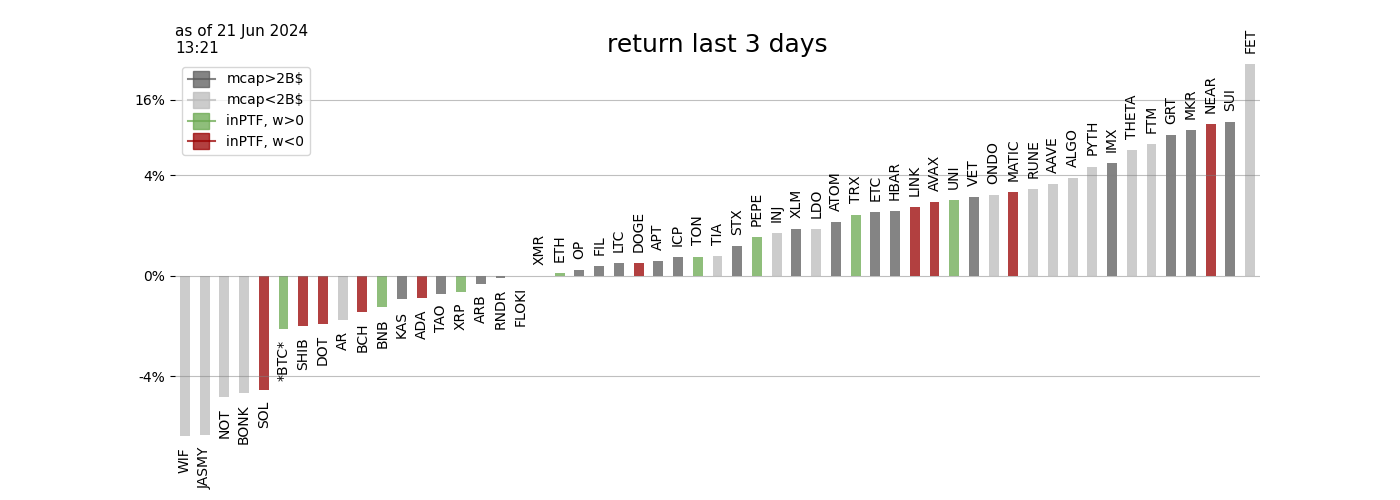 as of 21 Jun 2024
13:21
return last 3 days
mcap>2B$
mcap<2B$
inPTF, w>0
inPTF, w<0
16%
4%
0%
-4%
WIF
JASMY
NOT
BONK
SOL
*BTC*
SHIB
DOT
AR
BCH
BNB
KAS
ADA
TAO
XRP
ARB
RNDR
FLOKI
XMR
ETH
OP
FIL
LTC
DOGE
APT
ICP
TON
TIA
STX
PEPE
INJ
XLM
LDO
ATOM
TRX
ETC
HBAR
LINK
AVAX
UNI
VET
ONDO
MATIC
RUNE
AAVE
ALGO
PYTH
IMX
THETA
FTM
GRT
MKR
NEAR
SUI
FET